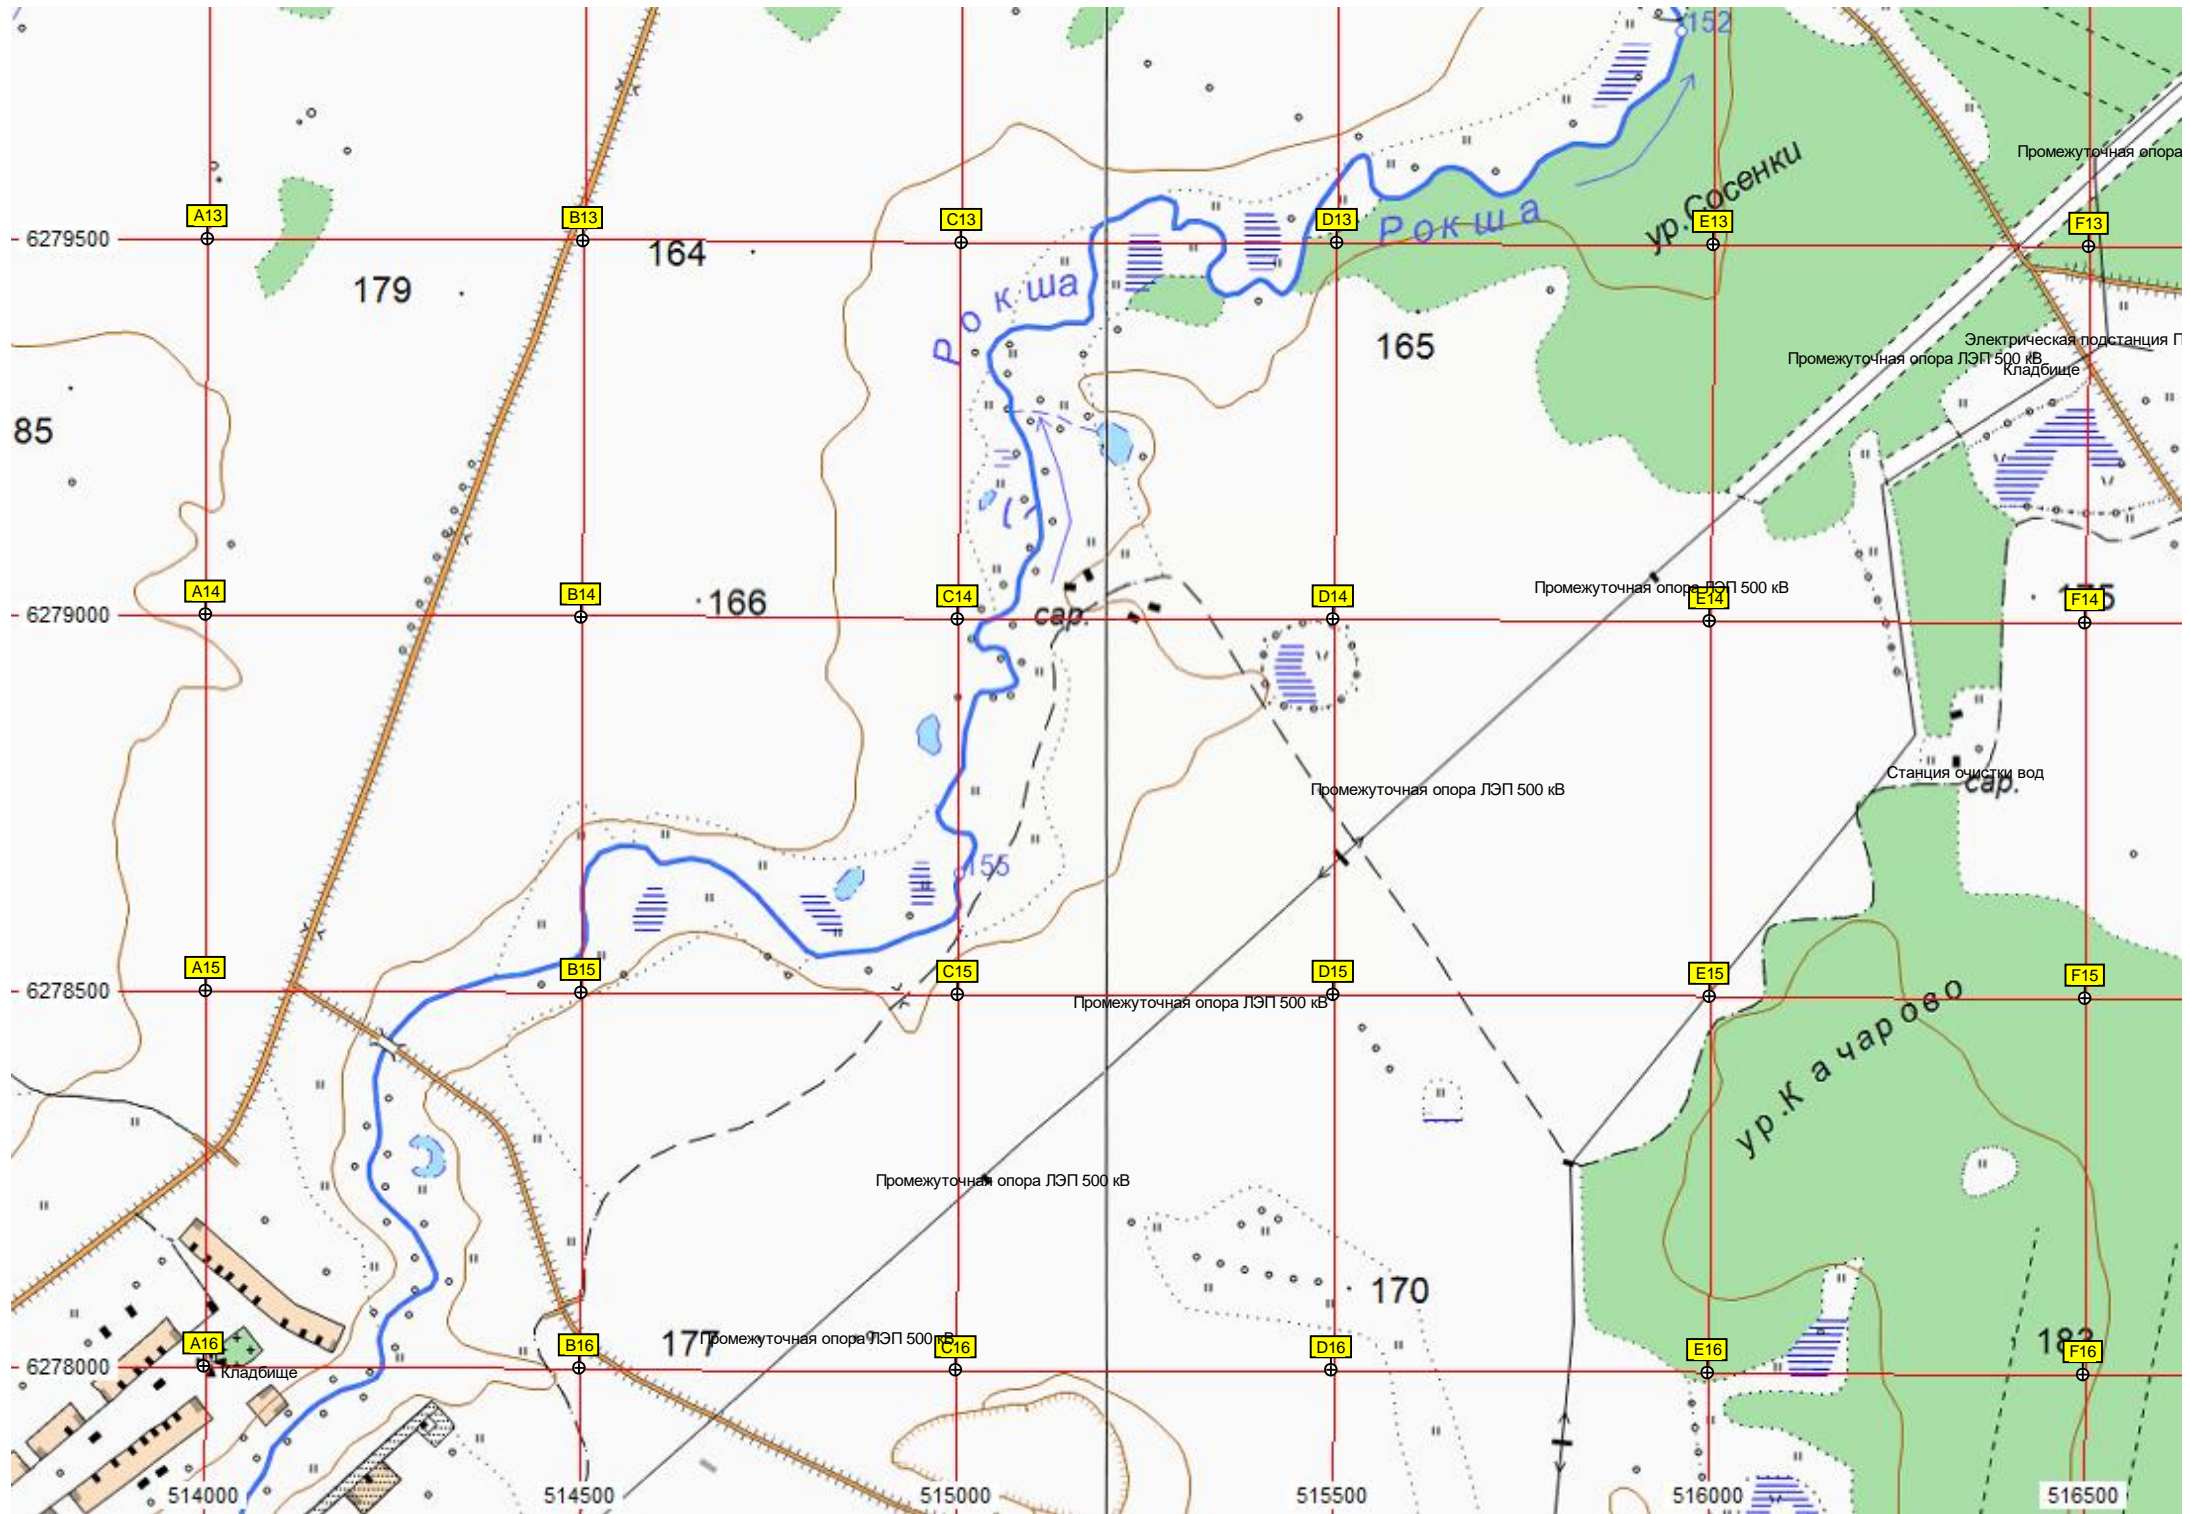 152
Промежуточная опора
ур.Сосенки
A13
B13
C13
D13
E13
F13
Рокша
6279500
164
179
Рокша
165
Электрическая подстанция П
Промежуточная опора ЛЭП 500 кВ
Кладбище
85
A14
B14
C14
D14
E14
F14
Промежуточная опора ЛЭП 500 кВ
166
175
6279000
сар.
Станция очистки вод
сар.
Промежуточная опора ЛЭП 500 кВ
155
A15
B15
C15
D15
E15
F15
6278500
Промежуточная опора ЛЭП 500 кВ
ур.Качарово
Промежуточная опора ЛЭП 500 кВ
170
177
Промежуточная опора ЛЭП 500 кВ
A16
B16
C16
D16
E16
F16
6278000
Кладбище
514000
514500
515000
515500
516000
516500